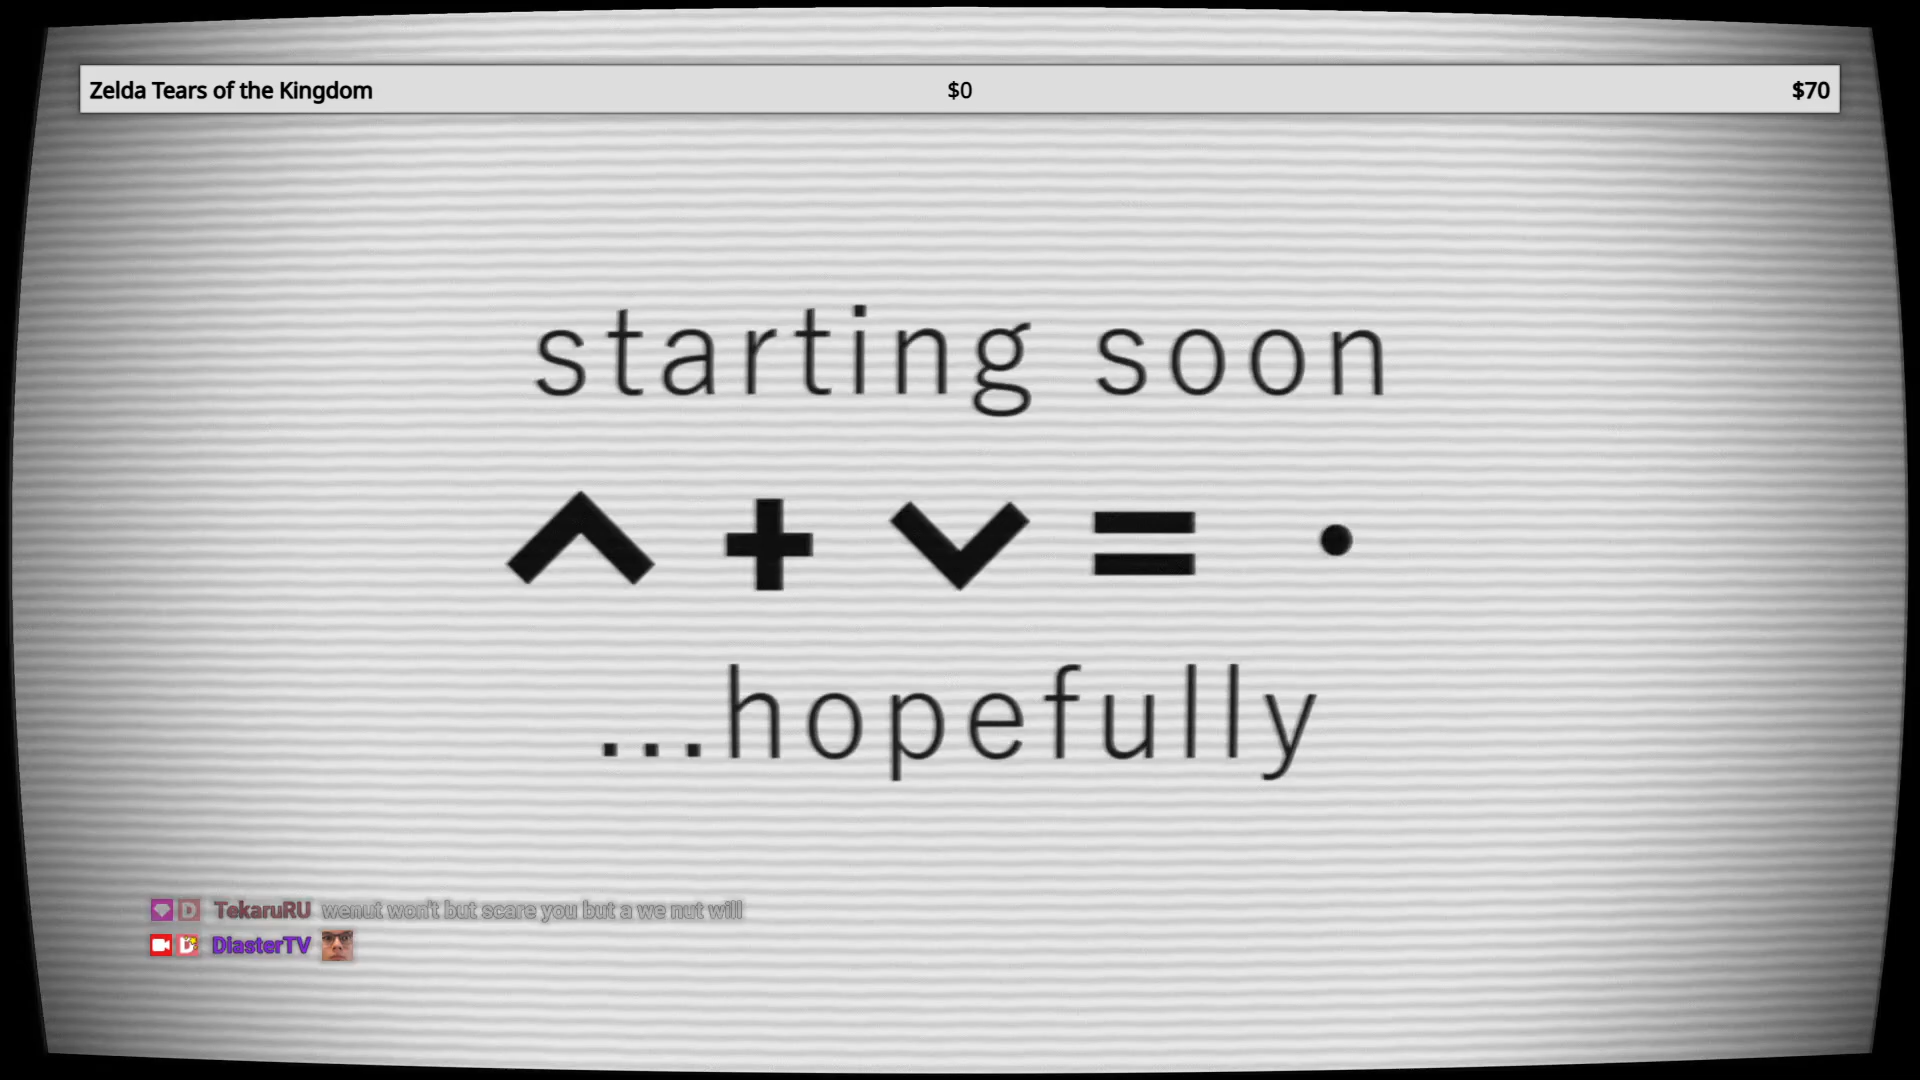 Zelda Tears of the Kingdom $0 $70
starting soon
^ + v = •
...hopefully
D TekaruRU wenut won't but scare you but a we nut will
D DiasterTV